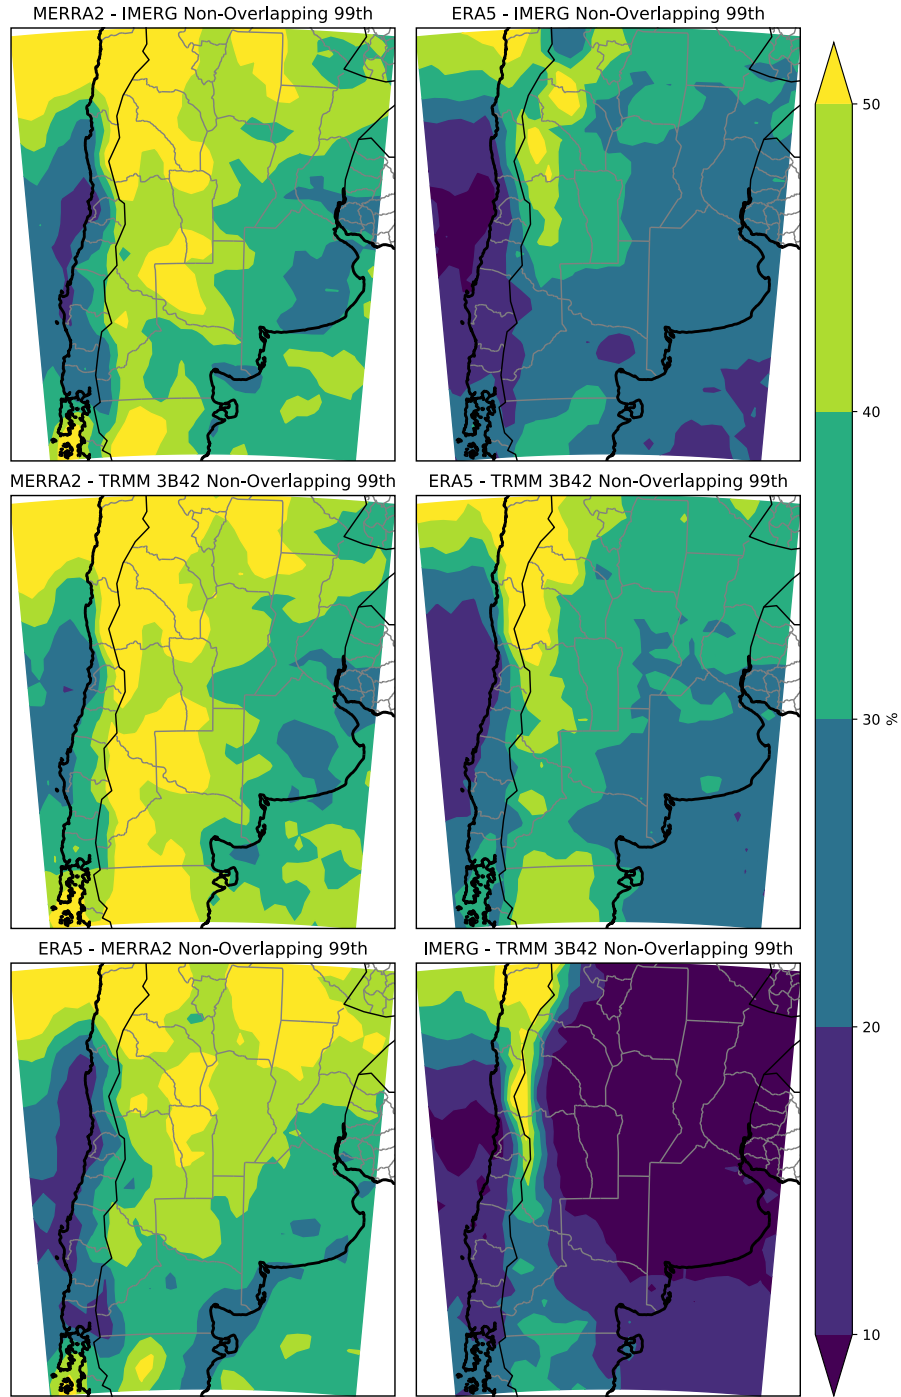 MERRA2 - IMERG Non-Overlapping 99th
ERA5 - IMERG Non-Overlapping 99th
MERRA2 - TRMM 3B42 Non-Overlapping 99th
ERA5 - TRMM 3B42 Non-Overlapping 99th
ERA5 - MERRA2 Non-Overlapping 99th
IMERG - TRMM 3B42 Non-Overlapping 99th
50
40
30
%
20
10